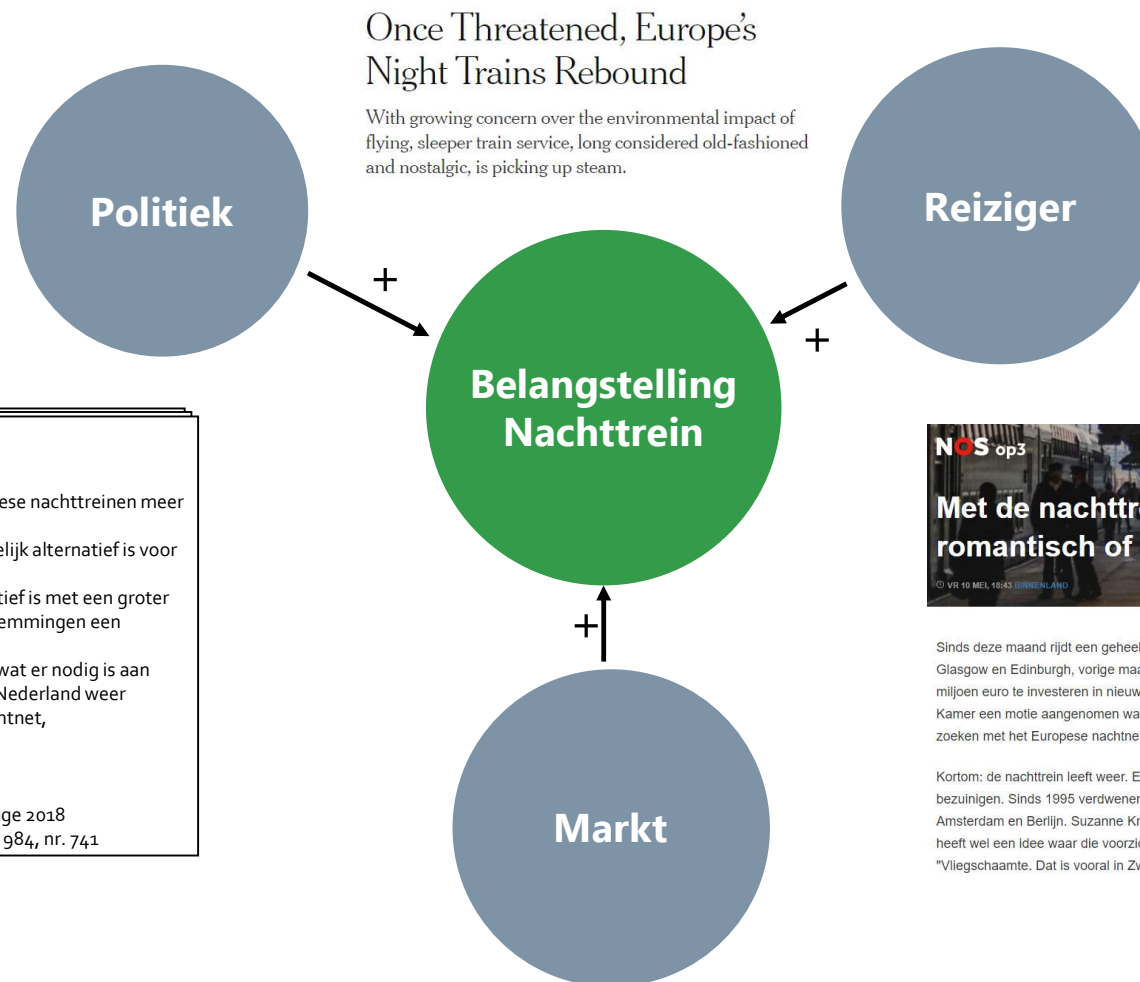 Once Threatened, Europe's
Night Trains Rebound
With growing concern over the environmental impact of
flying, sleeper train service, long considered old-fashioned
and nostalgic, is picking up steam.
Politiek
Reiziger
+
+
Belangstelling
Nachttrein
ese nachttreinen meer
elijk alternatief is voor
tief is met een groter
emmingen een
wat er nodig is aan
Nederland weer
htnet,
ge 2018
984, nr. 741
+
Markt
NOS op3
Met de nachttre
romantisch of
VR 10 MEI, 18:43 BINNENLAND
Sinds deze maand rijdt een geheel
Glasgow en Edinburgh, vorige maa
miljoen euro te investeren in nieuw
Kamer een motie aangenomen wa
zoeken met het Europese nachtne
Kortom: de nachttrein leeft weer. E
bezuinigen. Sinds 1995 verdwener
Amsterdam en Berlijn. Suzanne Kr
heeft wel een idee waar die voorzic
"Vliegschaamte. Dat is vooral in Zv